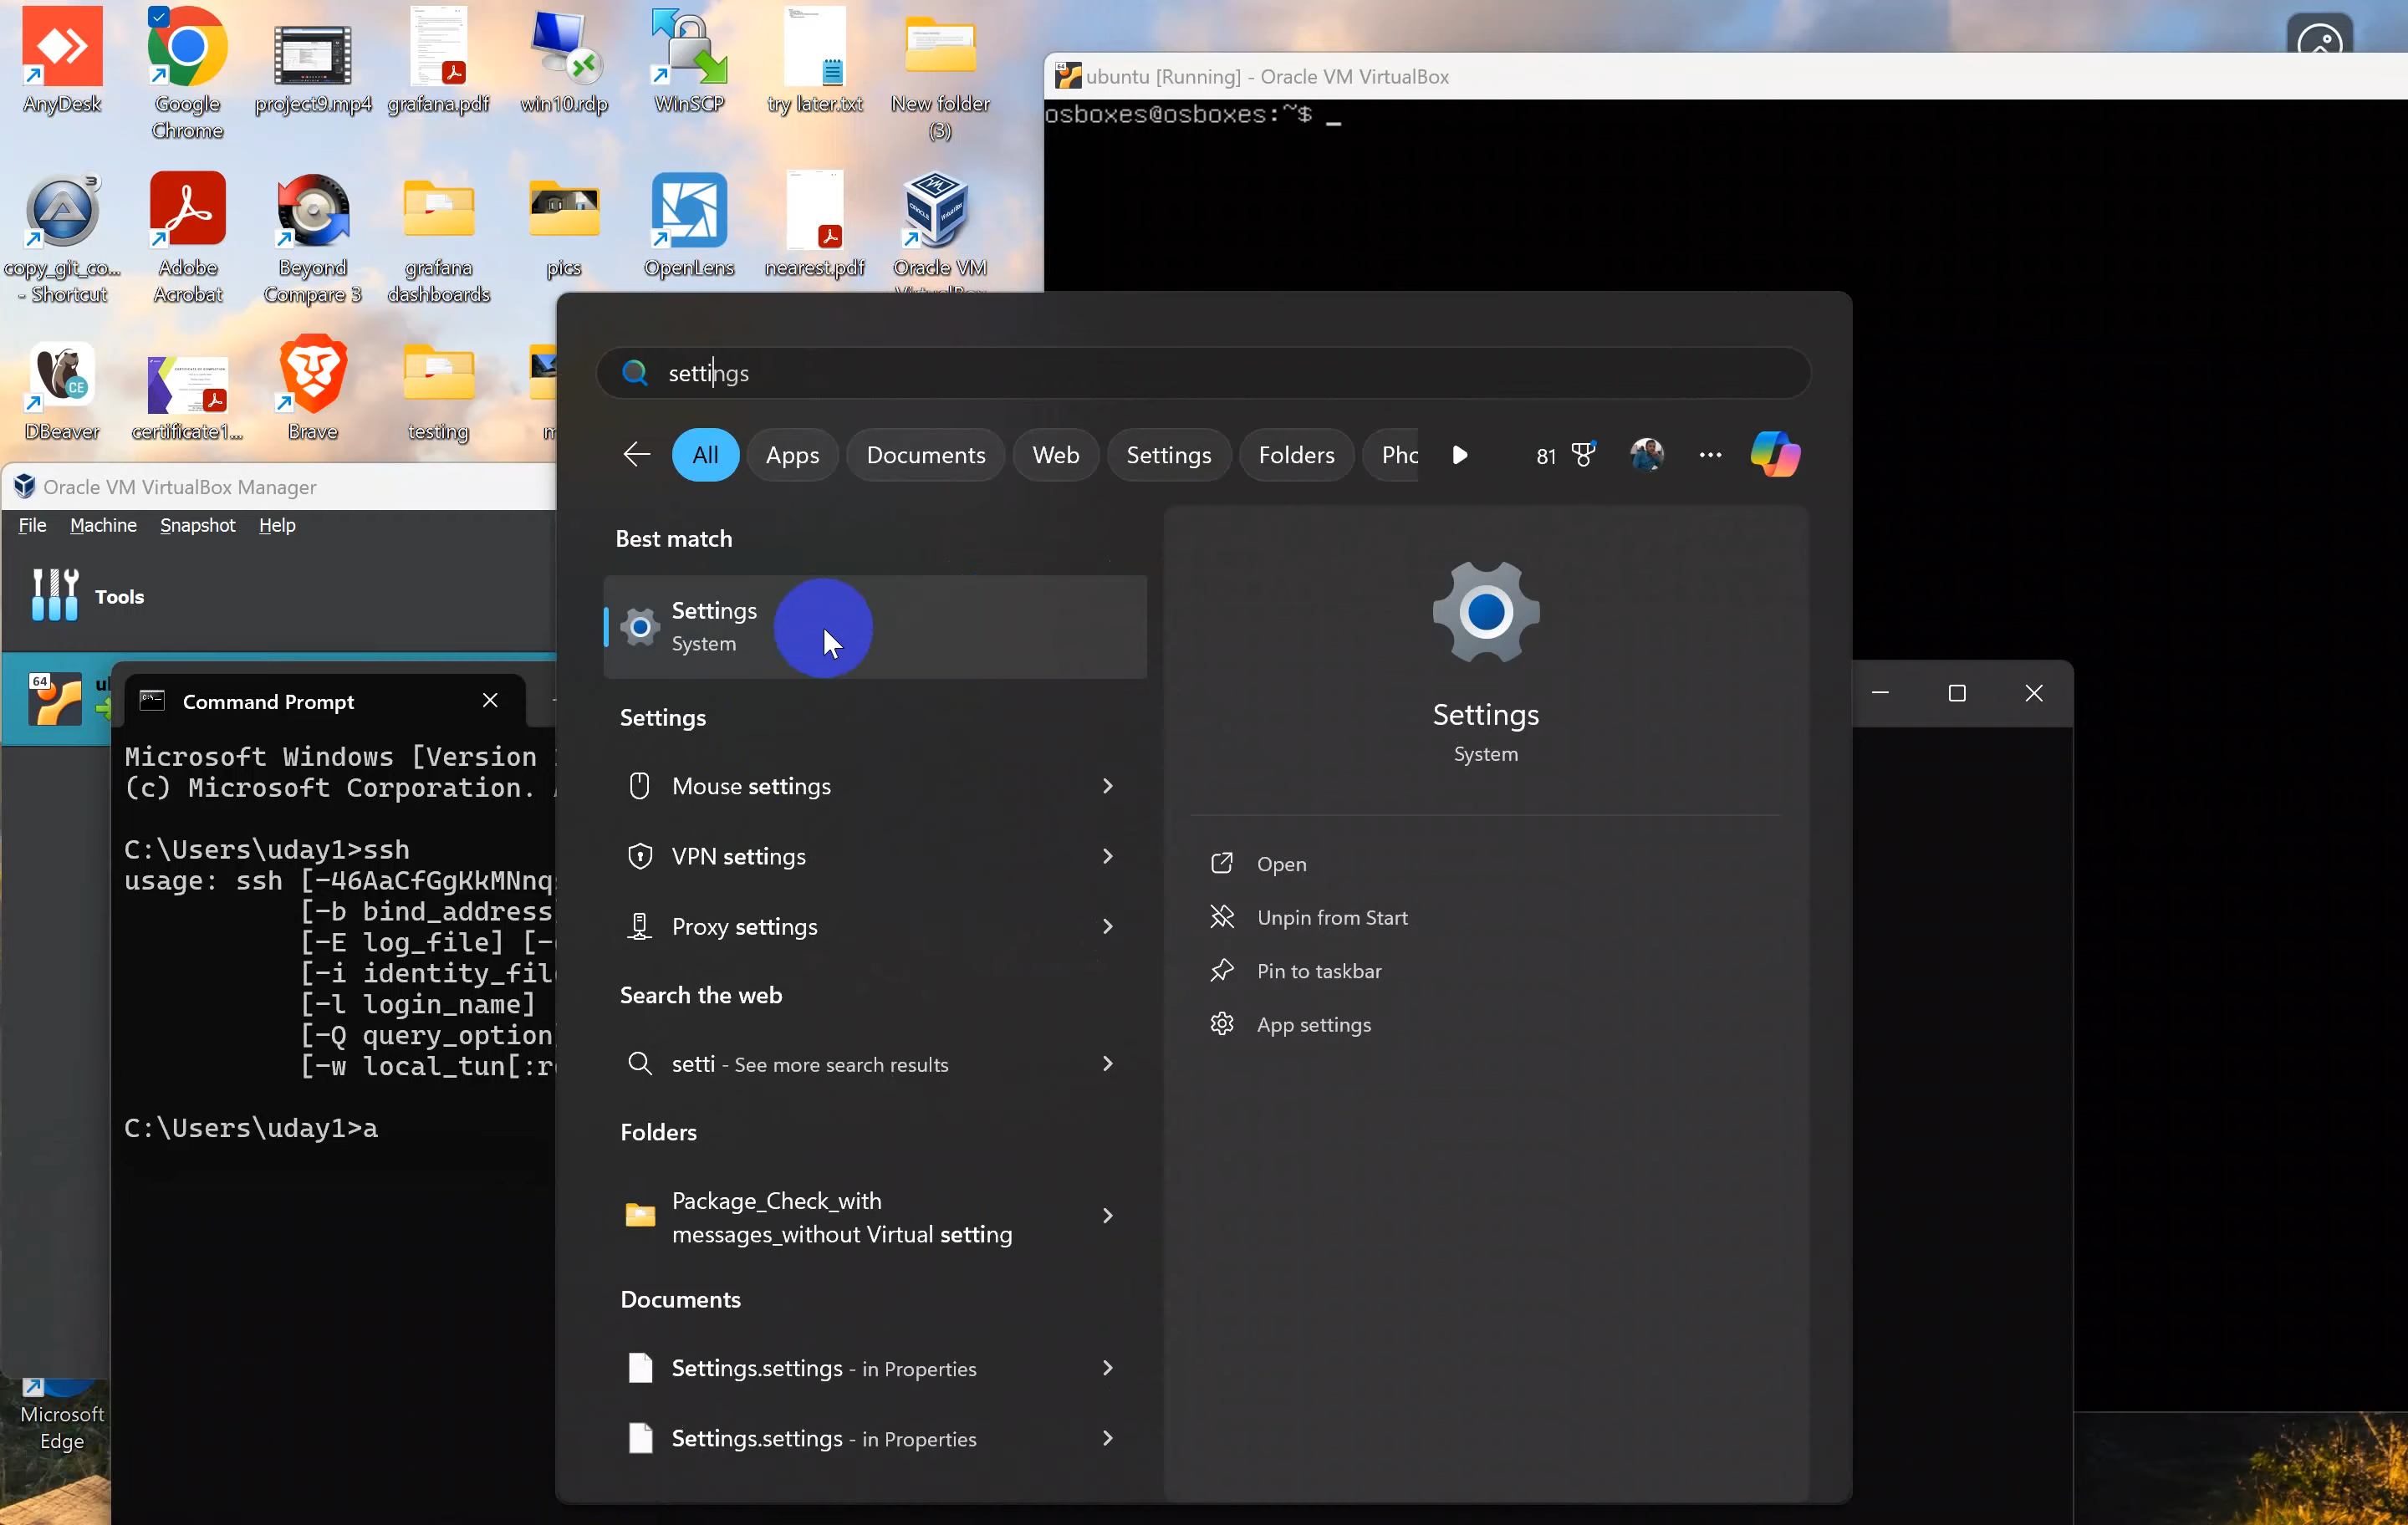 AnyDesk
Google
Chrome
project9.mp4
grafana.pdf
win10.rdp
WinSCP
try later.txt
New folder
(3)
copy_git_co...
- Shortcut
Adobe
Acrobat
Beyond
Compare 3
grafana
dashboards
pics
OpenLens
nearest.pdf
Oracle VM
DBeaver
certificate1...
Brave
testing
ubuntu [Running] - Oracle VM VirtualBox
osboxes@osboxes:~$ _
Oracle VM VirtualBox Manager
File Machine Snapshot Help
Tools
64
Command Prompt
Microsoft Windows [Version
(c) Microsoft Corporation.
C:\Users\uday1>ssh
usage: ssh [-46AaCfGgKkMNnq
[-b bind_address
[-E log_file] [-
[-i identity_fil
[-l login_name]
[-Q query_option
[-w local_tun[:r
C:\Users\uday1>a
Microsoft
Edge
settings
All Apps Documents Web Settings Folders Pho 81
Best match
Settings
System
Settings
Mouse settings
VPN settings
Proxy settings
Search the web
setti - See more search results
Folders
Package_Check_with
messages_without Virtual setting
Documents
Settings.settings - in Properties
Settings.settings - in Properties
Settings
System
Open
Unpin from Start
Pin to taskbar
App settings